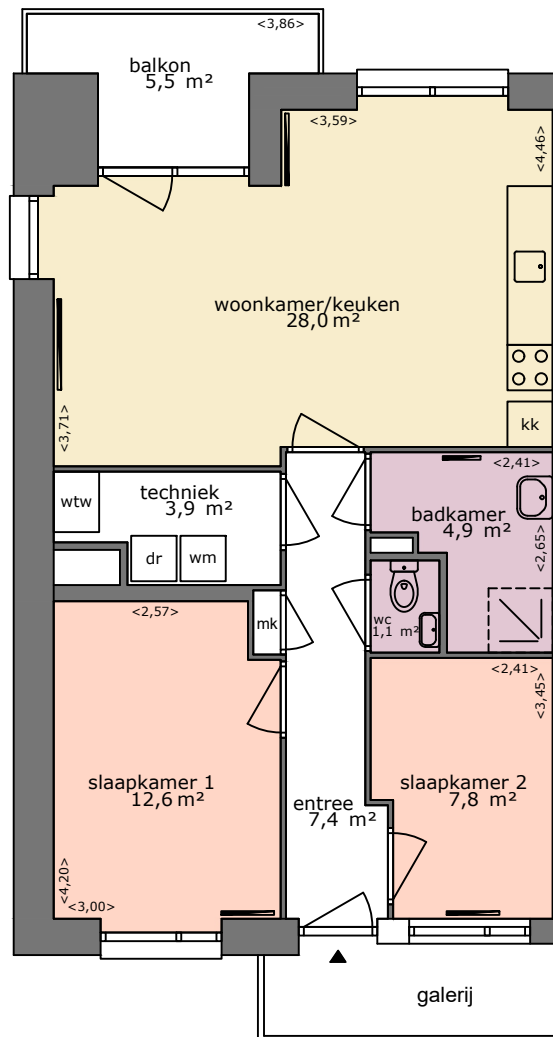 <3,86>
balkon
5,5 m²
<3,59>
<4,46>
woonkamer/keuken
28,0 m²
<3,71>
kk
<2,41>
wtw
techniek
3,9 m²
badkamer
4,9 m²
<2,65>
dr
wm
<2,57>
mk
wc
1,1 m²
<2,41>
<3,45>
slaapkamer 1
12,6 m²
slaapkamer 2
7,8 m²
entree
7,4 m²
<4,20>
<3,00>
galerij